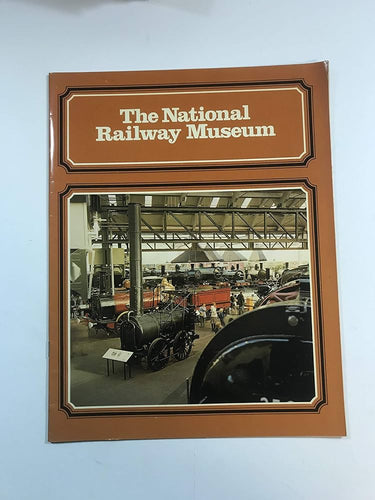 The National
Railway Museum